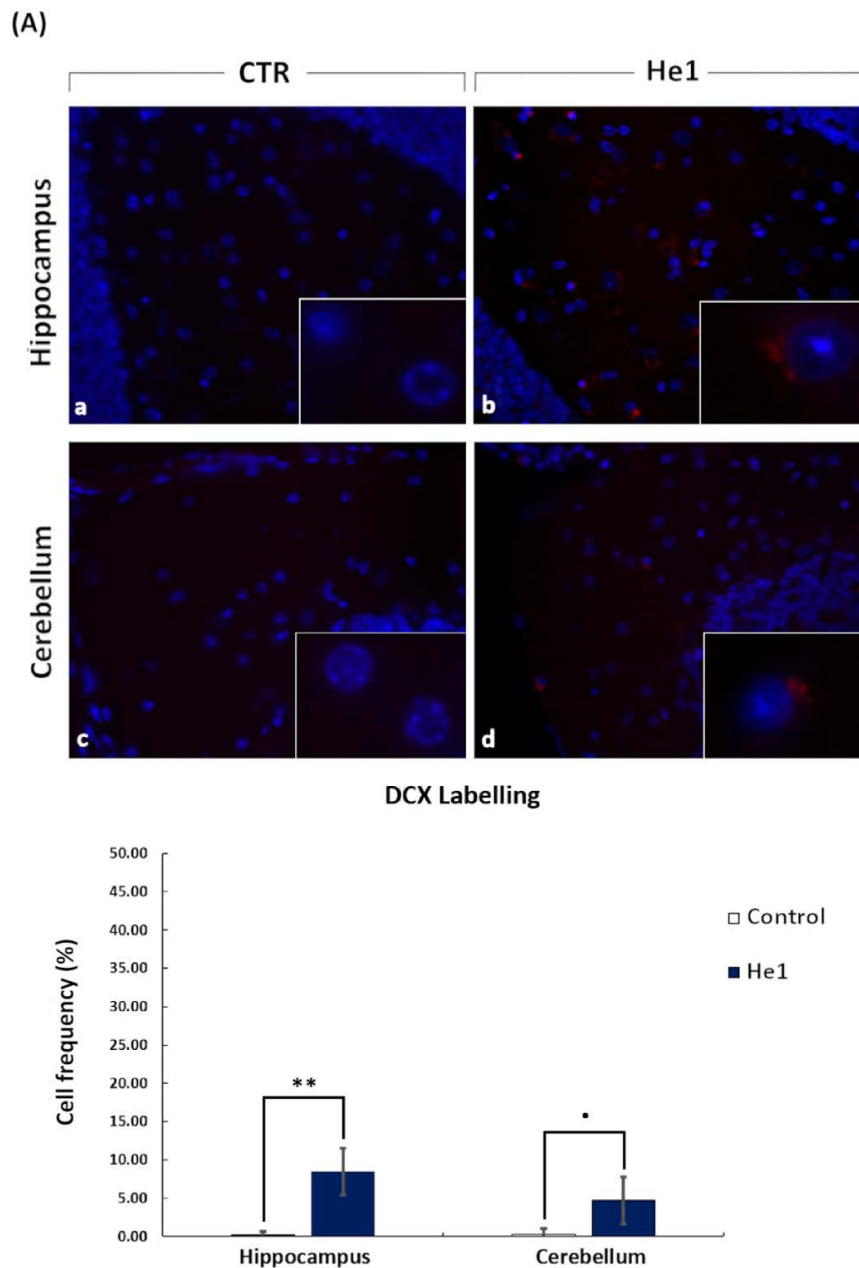 (A)
CTR
He1
Hippocampus
a
b
Cerebellum
c
d
DCX Labelling
Cell frequency (%)
50.00
45.00
40.00
35.00
30.00
25.00
20.00
15.00
10.00
5.00
0.00
**
•
Control
He1
Hippocampus
Cerebellum